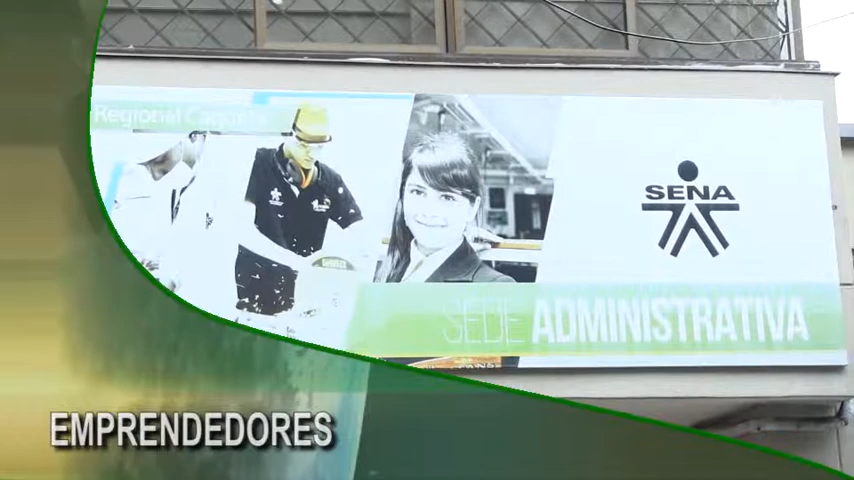 Regional Caquetá
SENA
SEDE ADMINISTRATIVA
EMPRENDEDORES